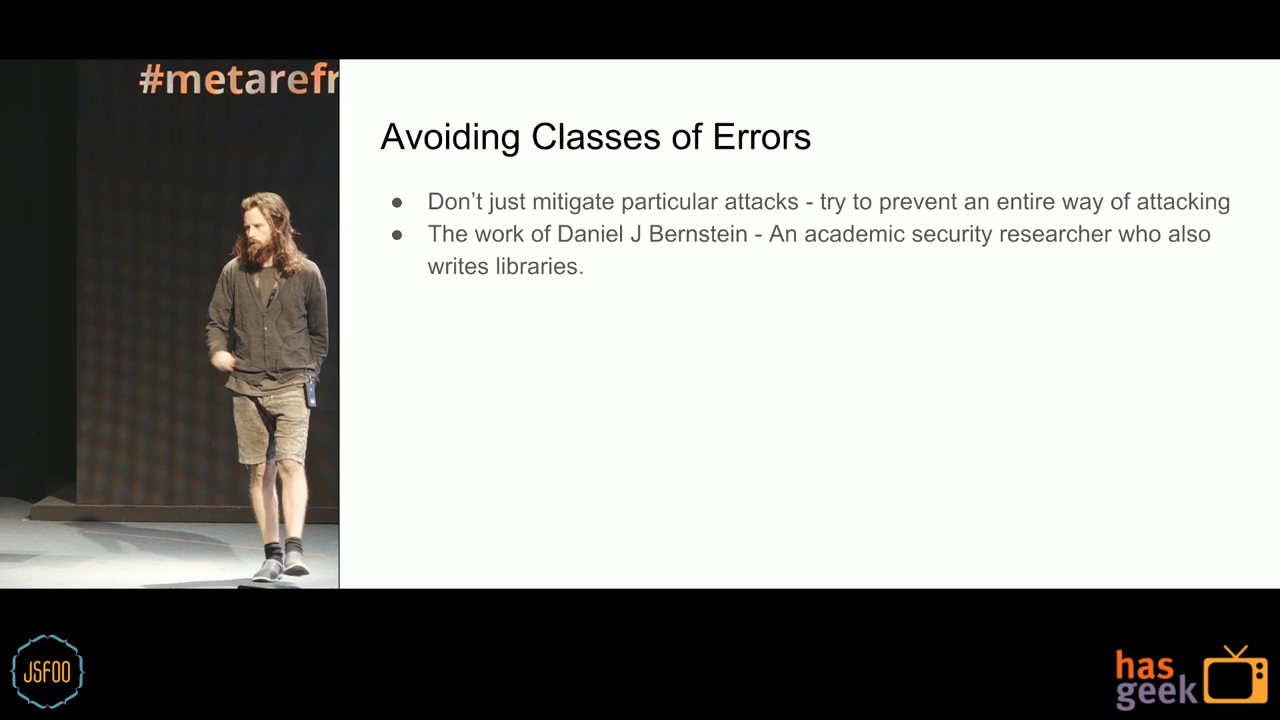 #metarefr
Avoiding Classes of Errors
● Don’t just mitigate particular attacks - try to prevent an entire way of attacking
● The work of Daniel J Bernstein - An academic security researcher who also
writes libraries.
JSFOO
has
geek